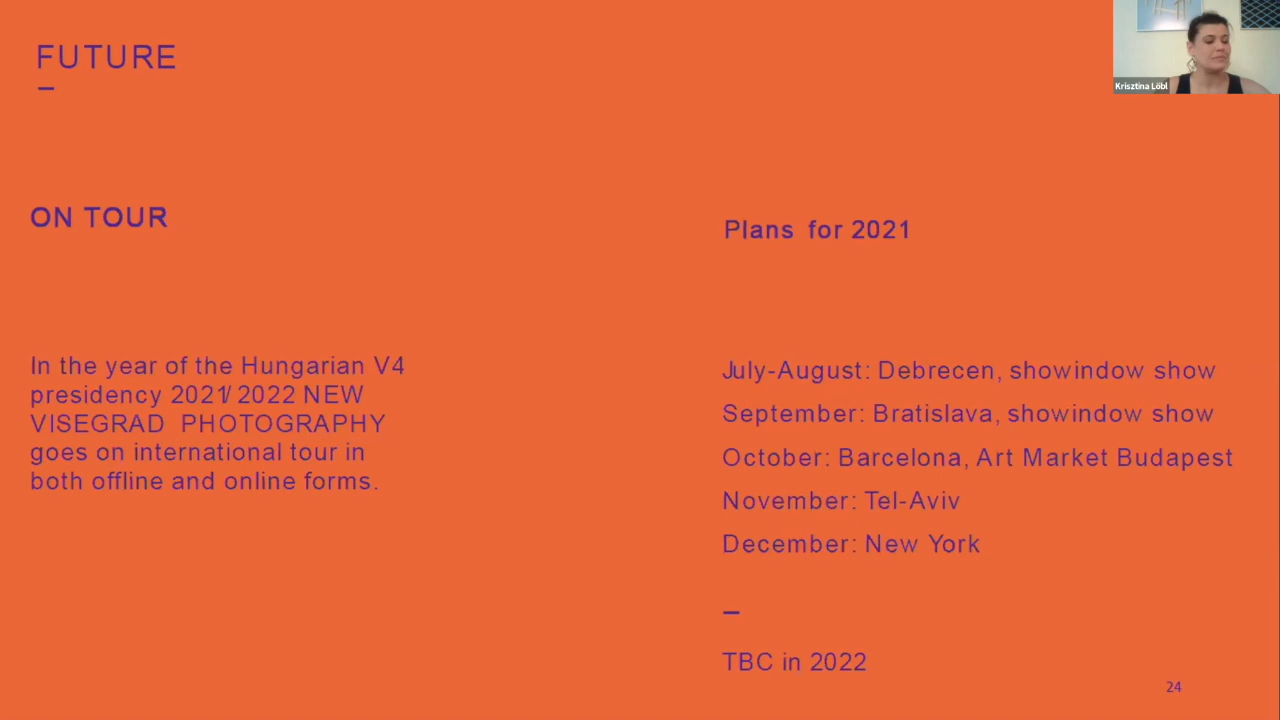 FUTURE
–
ON TOUR
In the year of the Hungarian V4
presidency 2021/2022 NEW
VISEGRAD PHOTOGRAPHY
goes on international tour in
both offline and online forms.
Plans for 2021
July-August: Debrecen, showindow show
September: Bratislava, showindow show
October: Barcelona, Art Market Budapest
November: Tel-Aviv
December: New York
–
TBC in 2022
24
Krisztina Löbl